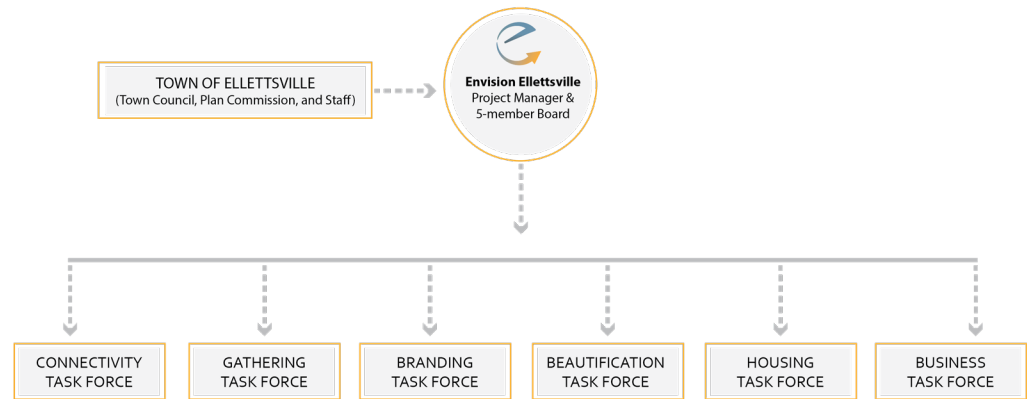 TOWN OF ELLETTSVILLE
(Town Council, Plan Commission, and Staff)
Envision Ellettsville
Project Manager &
5-member Board
CONNECTIVITY
TASK FORCE
GATHERING
TASK FORCE
BRANDING
TASK FORCE
BEAUTIFICATION
TASK FORCE
HOUSING
TASK FORCE
BUSINESS
TASK FORCE